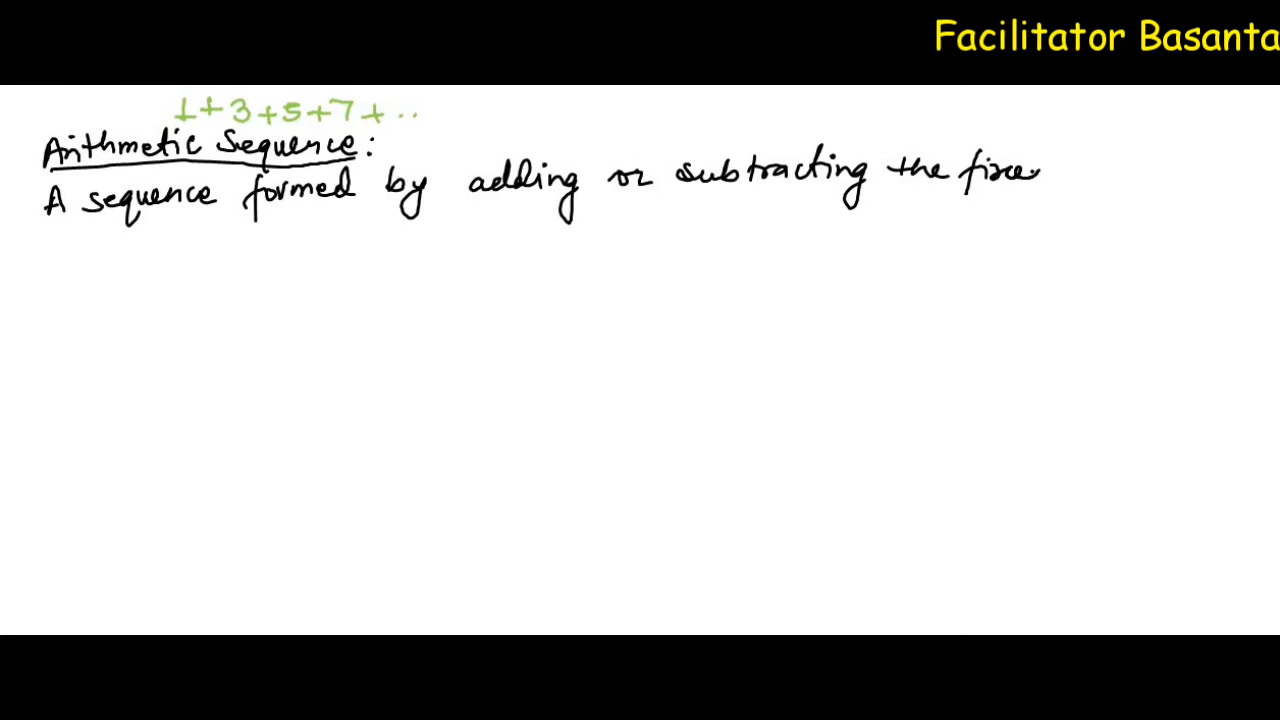 Facilitator Basanta
1+3+5+7+..
Arithmetic Sequence:
A sequence formed by adding or subtracting the fixe